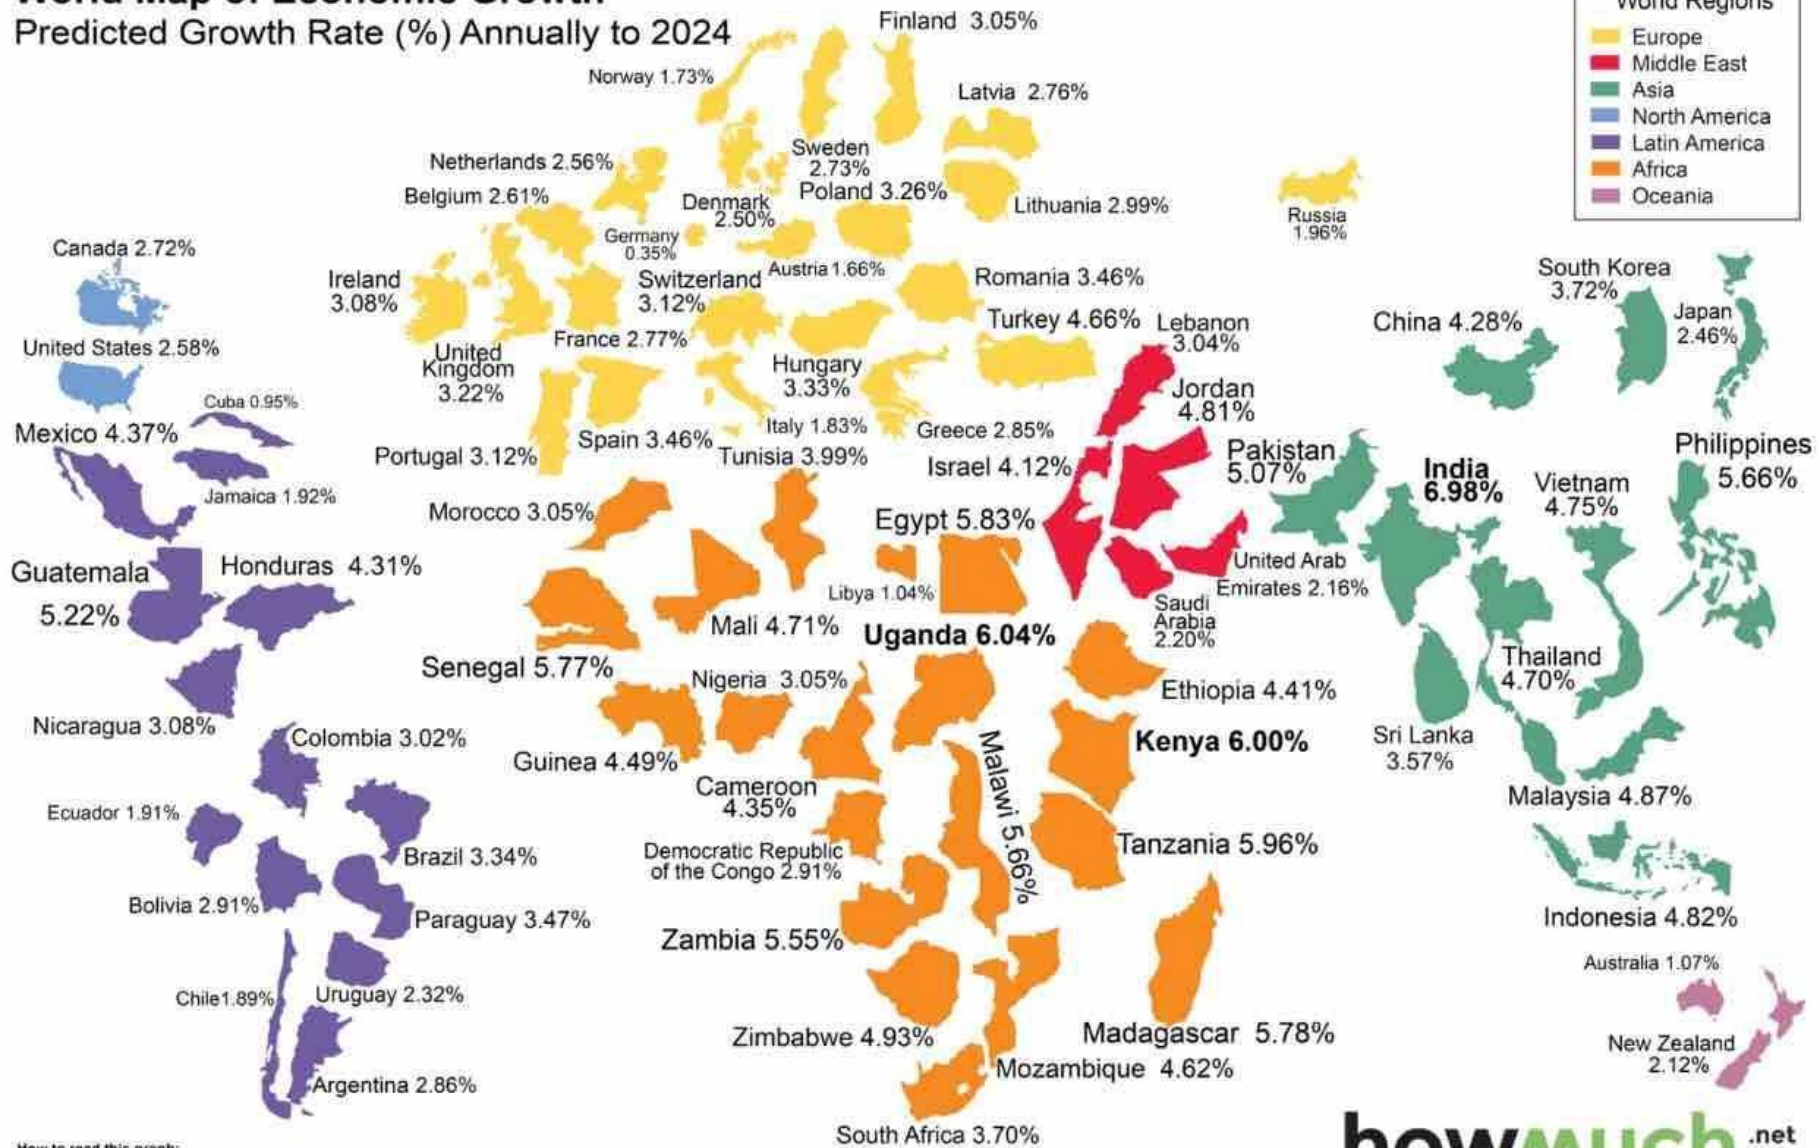 World Map of Economic Growth
Predicted Growth Rate (%) Annually to 2024
World Regions
Europe
Middle East
Asia
North America
Latin America
Africa
Oceania
Finland 3.05%
Norway 1.73%
Latvia 2.76%
Sweden
2.73%
Netherlands 2.56%
Belgium 2.61%
Denmark
2.50%
Poland 3.26%
Lithuania 2.99%
Russia
1.96%
Germany
0.35%
Austria 1.66%
Canada 2.72%
Ireland
3.08%
Switzerland
3.12%
Romania 3.46%
South Korea
3.72%
Japan
2.46%
China 4.28%
United States 2.58%
United
Kingdom
3.22%
France 2.77%
Hungary
3.33%
Turkey 4.66%
Lebanon
3.04%
Jordan
4.81%
Cuba 0.95%
Mexico 4.37%
Jamaica 1.92%
Portugal 3.12%
Spain 3.46%
Italy 1.83%
Greece 2.85%
Tunisia 3.99%
Israel 4.12%
Pakistan
5.07%
India
6.98%
Vietnam
4.75%
Philippines
5.66%
Morocco 3.05%
Egypt 5.83%
Libya 1.04%
United Arab
Emirates 2.16%
Saudi
Arabia
2.20%
Guatemala
5.22%
Honduras 4.31%
Mali 4.71%
Uganda 6.04%
Senegal 5.77%
Nigeria 3.05%
Ethiopia 4.41%
Thailand
4.70%
Sri Lanka
3.57%
Nicaragua 3.08%
Colombia 3.02%
Guinea 4.49%
Cameroon
4.35%
Malawi 5.66%
Kenya 6.00%
Malaysia 4.87%
Ecuador 1.91%
Brazil 3.34%
Democratic Republic
of the Congo 2.91%
Tanzania 5.96%
Bolivia 2.91%
Paraguay 3.47%
Zambia 5.55%
Indonesia 4.82%
Chile1.89%
Uruguay 2.32%
Zimbabwe 4.93%
Madagascar 5.78%
Australia 1.07%
New Zealand
2.12%
Argentina 2.86%
Mozambique 4.62%
South Africa 3.70%
How to read this graph:
howmuch.net